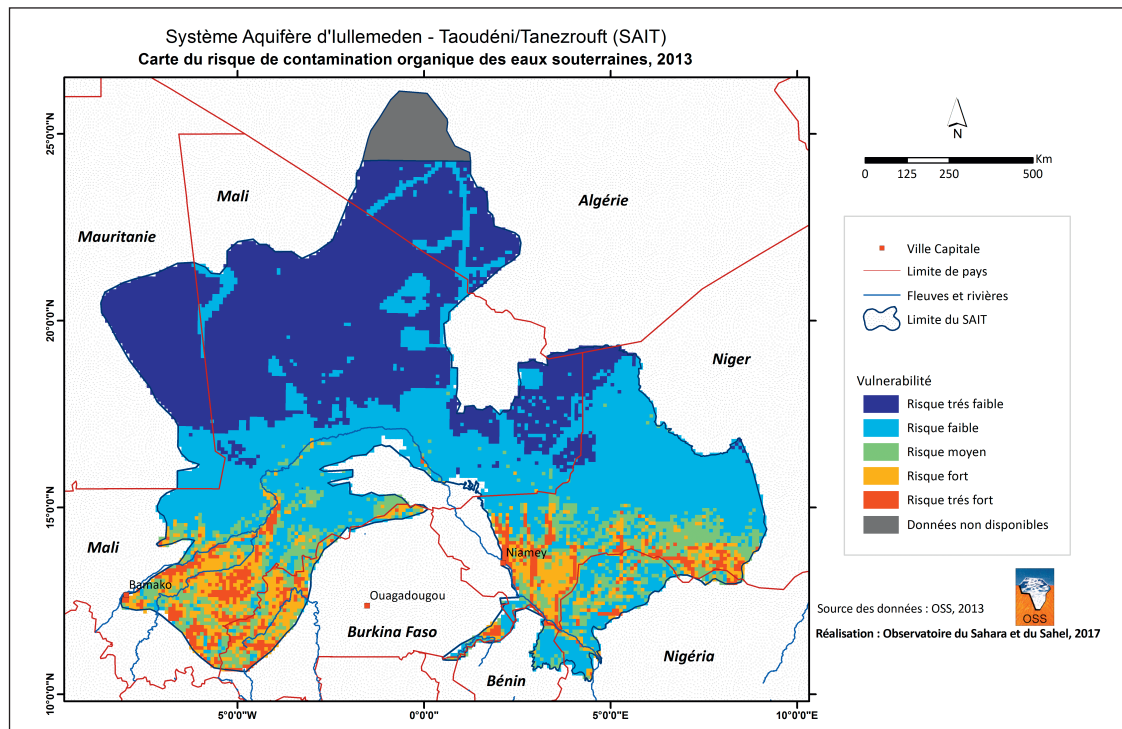 Système Aquifère d'Iullemeden - Taoudéni/Tanezrouft (SAIT)
Carte du risque de contamination organique des eaux souterraines, 2013
25°0'0"N
20°0'0"N
15°0'0"N
10°0'0"N
Mali
Mauritanie
Algérie
Niger
Mali
Bamako
Niamey
Ouagadougou
Burkina Faso
Bénin
Nigéria
5°0'0"W
0°0'0"
5°0'0"E
10°0'0"E
N
Km
0 125 250 500
Ville Capitale
Limite de pays
Fleuves et rivières
Limite du SAIT
Vulnerabilité
Risque trés faible
Risque faible
Risque moyen
Risque fort
Risque trés fort
Données non disponibles
Source des données : OSS, 2013
OSS
Réalisation : Observatoire du Sahara et du Sahel, 2017